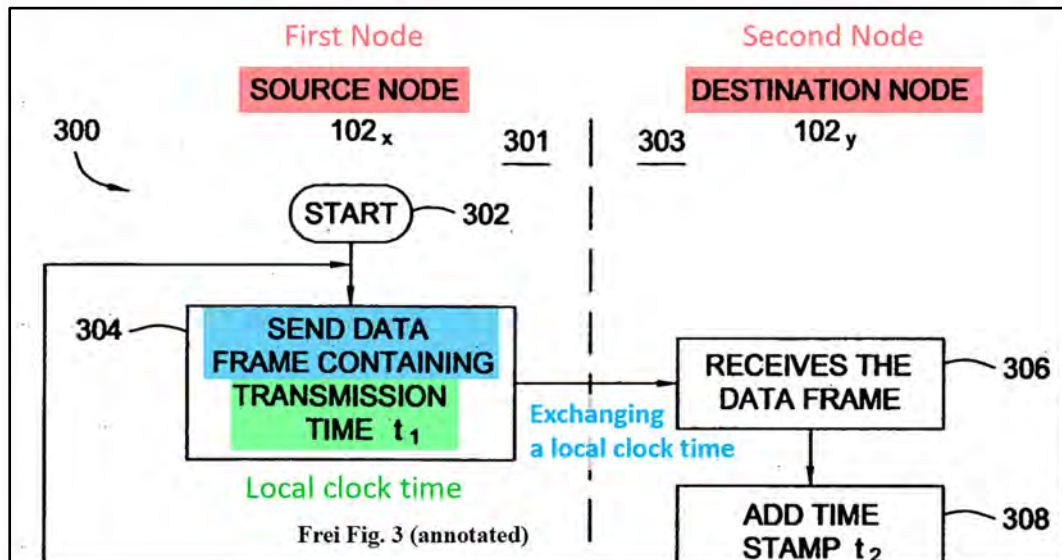 First Node
Second Node
SOURCE NODE
DESTINATION NODE
102x
301
303
102y
300
START
302
304
SEND DATA
FRAME CONTAINING
TRANSMISSION
TIME t1
RECEIVES THE
DATA FRAME
306
Exchanging
a local clock time
Local clock time
Frei Fig. 3 (annotated)
ADD TIME
STAMP t2
308